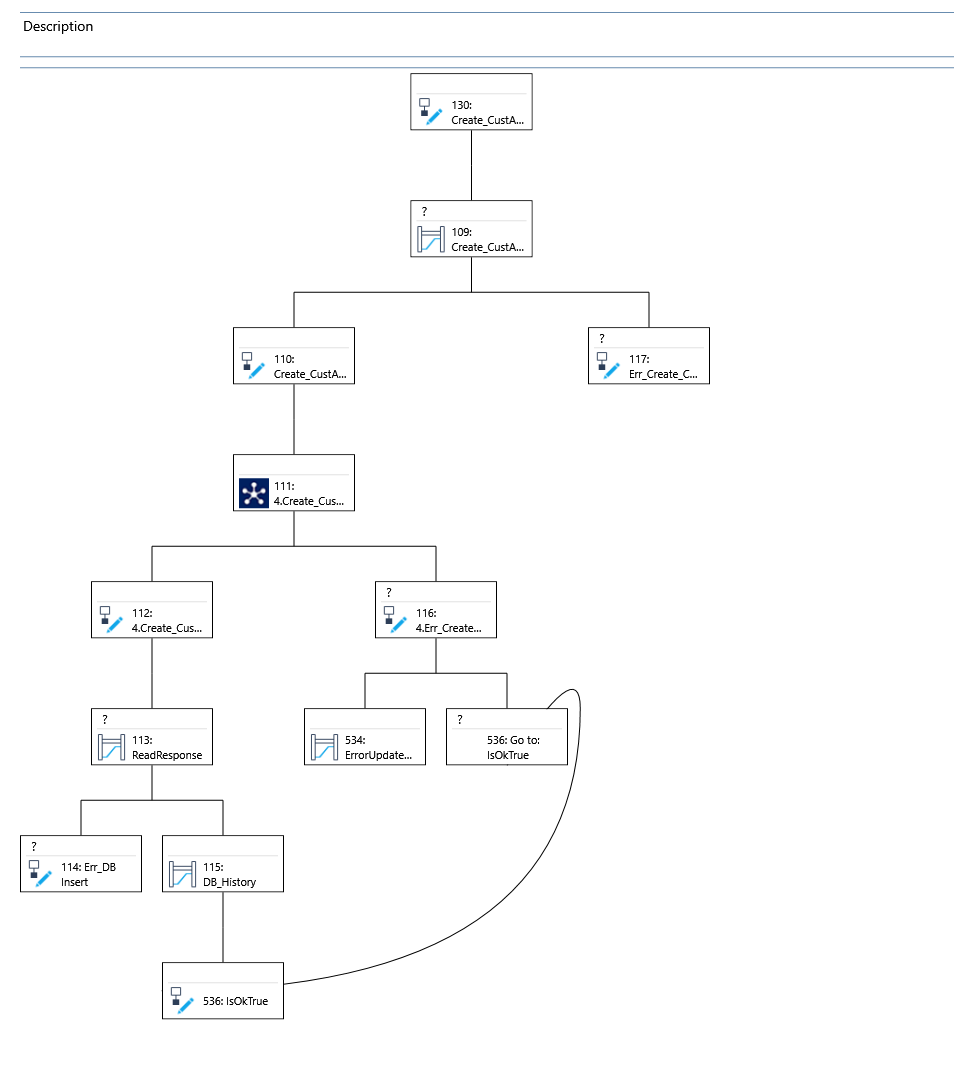 Description
130:
Create_CustA...
?
109:
Create_CustA...
110:
Create_CustA...
?
117:
Err_Create_C...
111:
4.Create_Cus...
112:
4.Create_Cus...
?
116:
4.Err_Create...
?
113:
ReadResponse
534:
ErrorUpdate...
?
536: Go to:
IsOkTrue
?
114: Err_DB
Insert
115:
DB_History
536: IsOkTrue